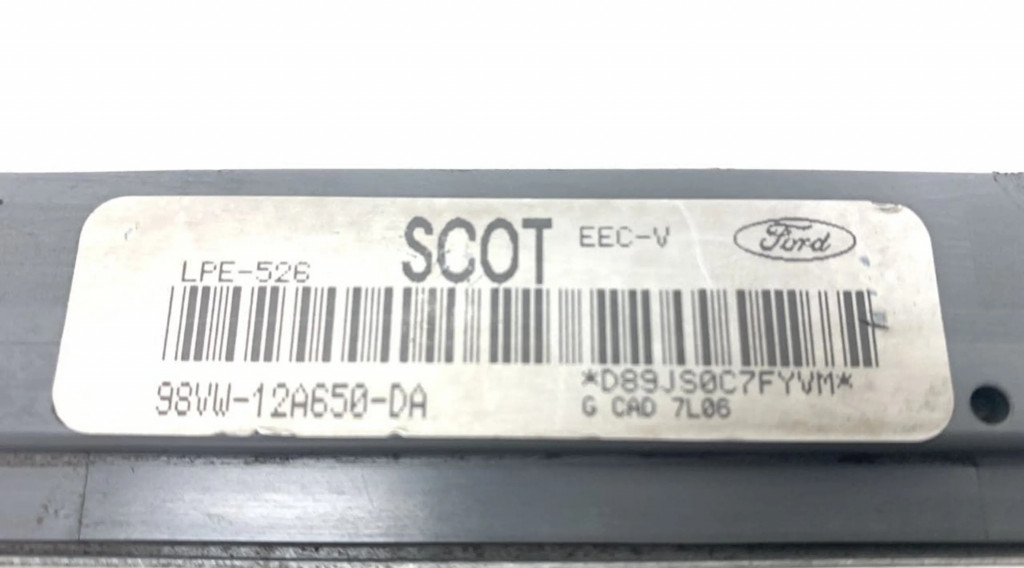 SCOT EEC-V Ford
LPE-526
98VW-12A650-DA
*D89JS0C7FYVM*
G CAD 7L06